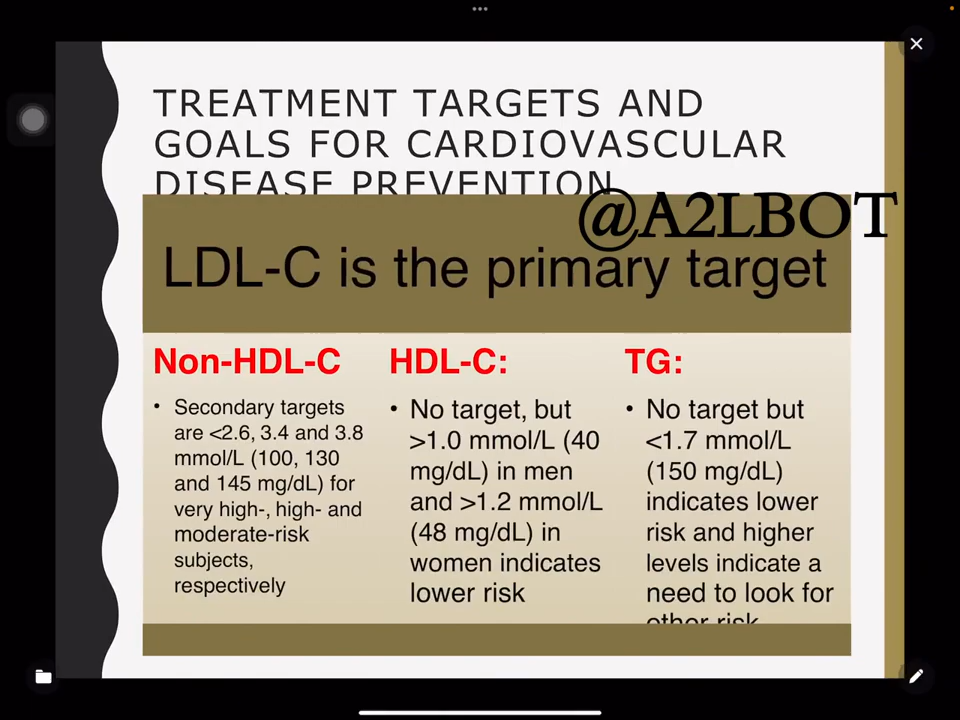 TREATMENT TARGETS AND
GOALS FOR CARDIOVASCULAR
DISEASE PREVENTION
@A2LBOT
LDL-C is the primary target
Non-HDL-C
• Secondary targets
are <2.6, 3.4 and 3.8
mmol/L (100, 130
and 145 mg/dL) for
very high-, high- and
moderate-risk
subjects,
respectively
HDL-C:
• No target, but
>1.0 mmol/L (40
mg/dL) in men
and >1.2 mmol/L
(48 mg/dL) in
women indicates
lower risk
TG:
• No target but
<1.7 mmol/L
(150 mg/dL)
indicates lower
risk and higher
levels indicate a
need to look for
other risk